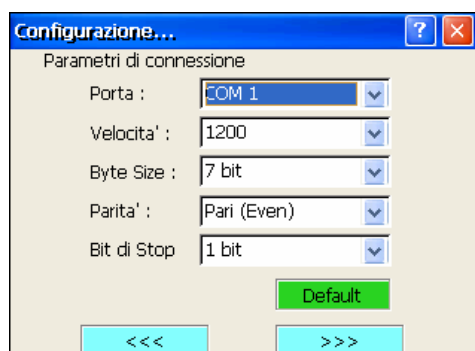 Configurazione...
Parametri di connessione
Porta : COM 1
Velocita' : 1200
Byte Size : 7 bit
Parita' : Pari (Even)
Bit di Stop 1 bit
Default
<<< >>>